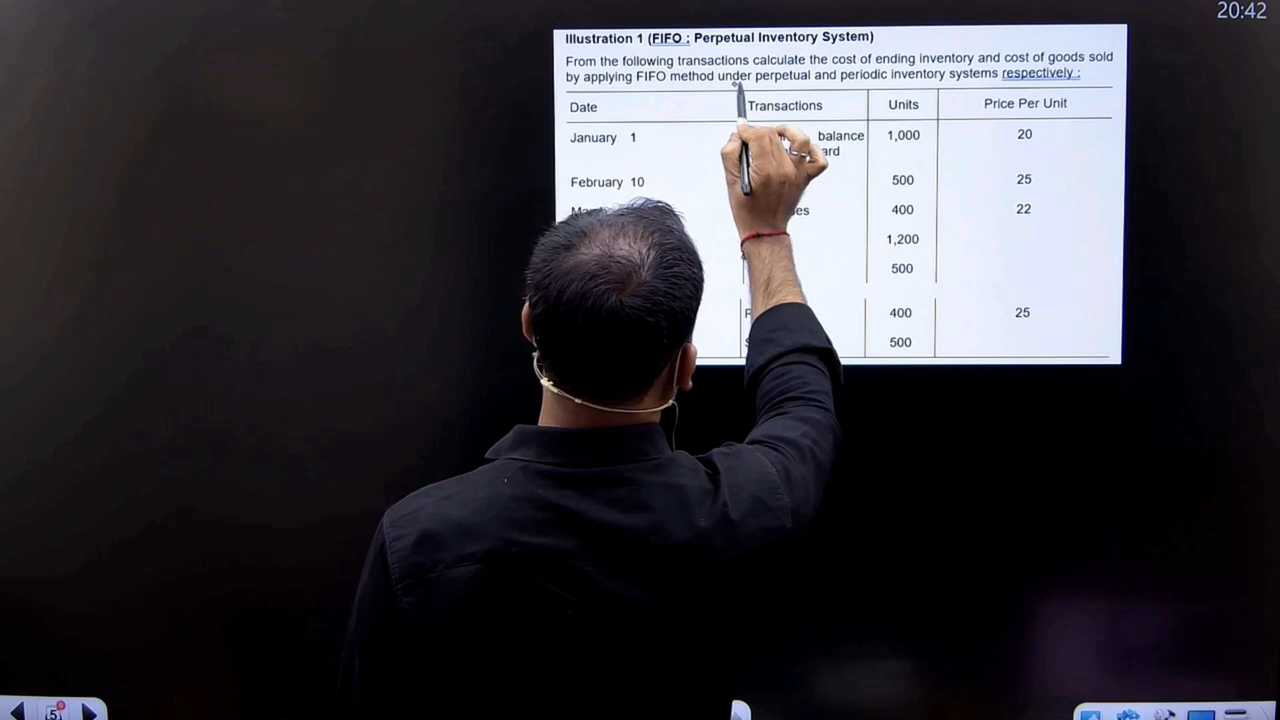 20:42
Illustration 1 (FIFO : Perpetual Inventory System)
From the following transactions calculate the cost of ending inventory and cost of goods sold
by applying FIFO method under perpetual and periodic inventory systems respectively :
Date Transactions Units Price Per Unit
January 1 balance 1,000 20
February 10 500 25
400 22
1,200
500
400 25
500
5